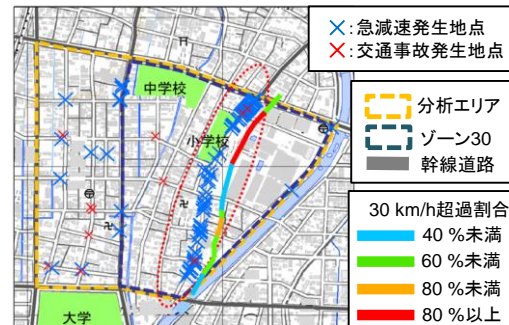 ×:急減速発生地点
×:交通事故発生地点
中学校
小学校
大学
分析エリア
ゾーン30
幹線道路
30 km/h超過割合
40 %未満
60 %未満
80 %未満
80 %以上